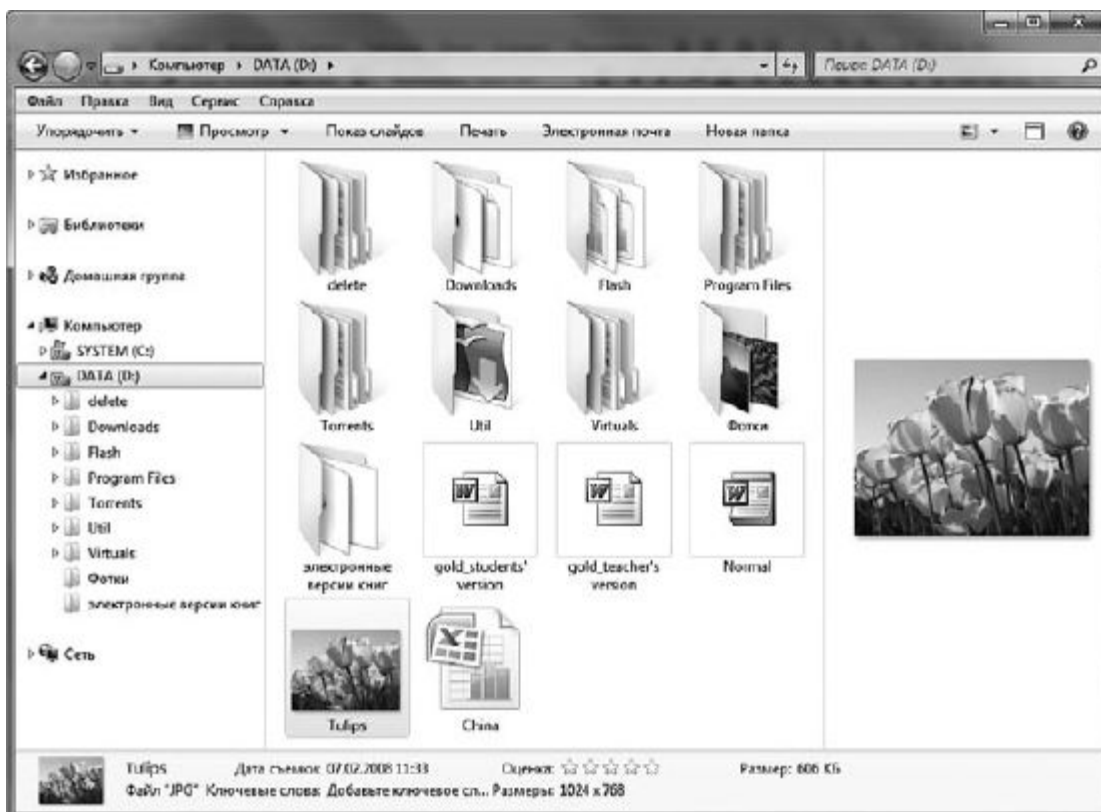 Компьютер ▸ DATA (D:) ▸
Поиск: DATA (D:)
Файл Правка Вид Сервис Справка
Упорядочить Просмотр Показ слайдов Печать Электронная почта Новая папка
Избранное
Библиотеки
Домашняя группа
Компьютер
SYSTEM (C:)
DATA (D:)
delete
Downloads
Flash
Program Files
Torrents
Util
Virtuals
Фотки
электронные версии книг
Сеть
delete Downloads Flash Program Files
Torrents Util Virtuals Фотки
электронные gold_students' gold_teacher's Normal
версии книг version version
Tulips China
Tulips Дата съемки: 07.02.2008 11:33 Оценка: Размер: 606 КБ
Файл "JPG" Ключевые слова: Добавьте ключевое сл... Размеры: 1024 x 768